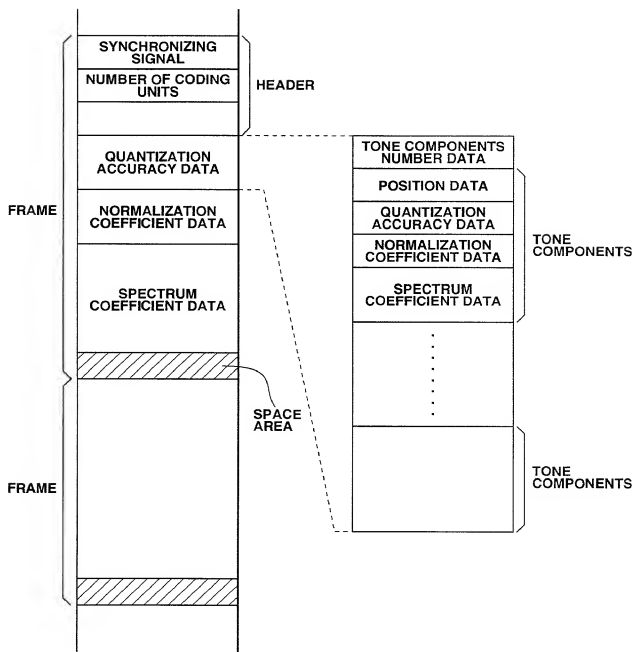 SYNCHRONIZING
SIGNAL
NUMBER OF CODING
UNITS
HEADER
QUANTIZATION
ACCURACY DATA
NORMALIZATION
COEFFICIENT DATA
SPECTRUM
COEFFICIENT DATA
FRAME
SPACE
AREA
FRAME
TONE COMPONENTS
NUMBER DATA
POSITION DATA
QUANTIZATION
ACCURACY DATA
NORMALIZATION
COEFFICIENT DATA
SPECTRUM
COEFFICIENT DATA
TONE
COMPONENTS
TONE
COMPONENTS